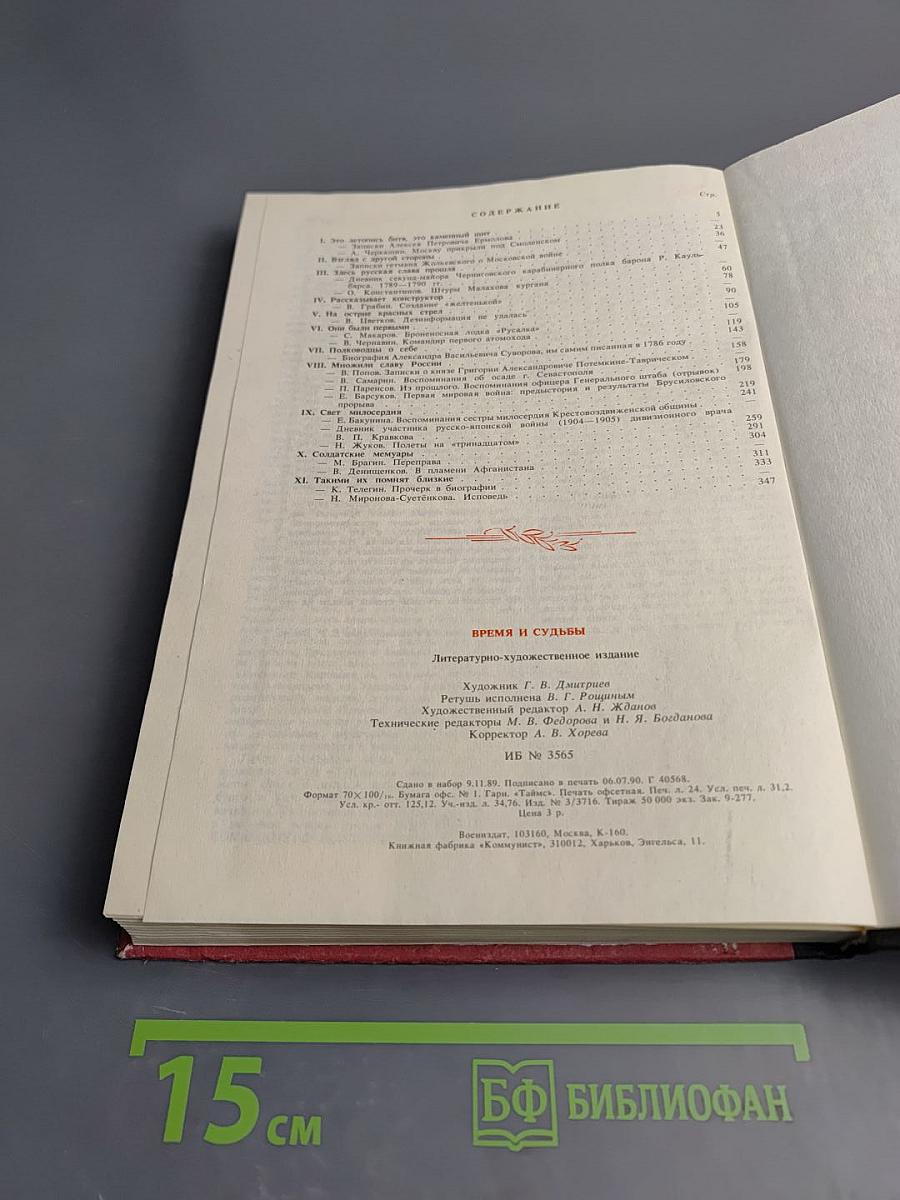 Стр.
СОДЕРЖАНИЕ
I. Это летопись битв, это каменный щит . . . 5
— Записки Алексея Петровича Ермолова . . . —
— А. Черкашин. Москву прикрыли под Смоленском . . . 23
II. Взгляд с другой стороны . . . 36
— Записки гетмана Жолкевского о Московской войне . . . —
III. Здесь русская слава прошла . . . 47
— Дневник секунд-майора Черниговского карабинерного полка барона Р. Кауль-
барса. 1789—1790 гг. . . . —
— О. Константинов. Штурм Малахова кургана . . . 60
IV. Рассказывает конструктор . . . 78
— В. Грабин. Создание «желтенькой» . . . —
V. На острие красных стрел . . . 90
— В. Цветков. Дезинформация не удалась . . . —
VI. Они были первыми . . . 105
— С. Макаров. Броненосная лодка «Русалка» . . . —
— В. Чернавин. Командир первого атомохода . . . 119
VII. Полководцы о себе . . . 143
— Биография Александра Васильевича Суворова, им самим писанная в 1786 году . . . —
VIII. Множили славу России . . . 158
— В. Попов. Записки о князе Григории Александровиче Потемкине-Таврическом . . . —
— В. Самарин. Воспоминания об осаде г. Севастополя . . . 179
— П. Паренсов. Из прошлого. Воспоминания офицера Генерального штаба (отрывок) 198
— Е. Барсуков. Первая мировая война: предыстория и результаты Брусиловского
прорыва . . . 219
IX. Свет милосердия . . . 241
— Е. Бакунина. Воспоминания сестры милосердия Крестовоздвиженской общины . . . —
— Дневник участника русско-японской войны (1904—1905) дивизионного врача
В. П. Кравкова . . . 259
— Н. Жуков. Полеты на «тринадцатом» . . . 291
X. Солдатские мемуары . . . 304
— М. Брагин. Переправа . . . —
— В. Денищенков. В пламени Афганистана . . . 311
XI. Такими их помнят близкие . . . 333
— К. Телегин. Прочерк в биографии . . . —
— Н. Миронова-Суетёнкова. Исповедь . . . 347
ВРЕМЯ И СУДЬБЫ
Литературно-художественное издание
Художник Г. В. Дмитриев
Ретушь исполнена В. Г. Рощиным
Художественный редактор А. Н. Жданов
Технические редакторы М. В. Федорова и Н. Я. Богданова
Корректор А. В. Хорева
ИБ № 3565
Сдано в набор 9.11.89. Подписано в печать 06.07.90. Г 40568.
Формат 70×100/16. Бумага офс. № 1. Гарн. «Таймс». Печать офсетная. Печ. л. 24. Усл. печ. л. 31,2.
Усл. кр.- отт. 125,12. Уч.-изд. л. 34,76. Изд. № 3/3716. Тираж 50 000 экз. Зак. 9-277.
Цена 3 р.
Воениздат, 103160, Москва, К-160.
Книжная фабрика «Коммунист», 310012, Харьков, Энгельса, 11.
15 см
БФ БИБЛИОФАН